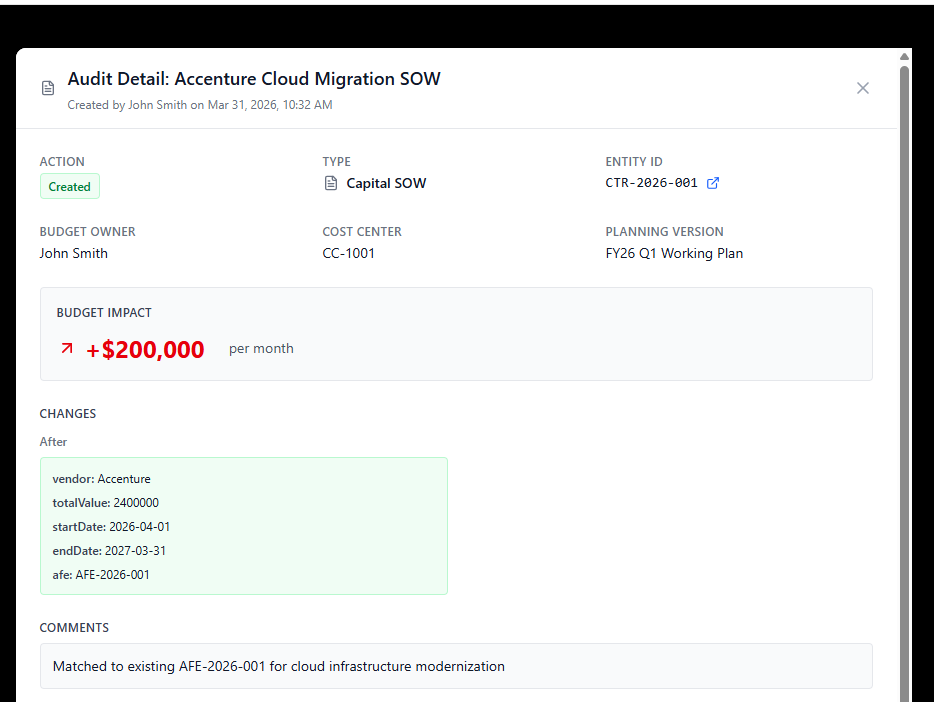 Audit Detail: Accenture Cloud Migration SOW
Created by John Smith on Mar 31, 2026, 10:32 AM
ACTION
Created
TYPE
Capital SOW
ENTITY ID
CTR-2026-001
BUDGET OWNER
John Smith
COST CENTER
CC-1001
PLANNING VERSION
FY26 Q1 Working Plan
BUDGET IMPACT
+$200,000 per month
CHANGES
After
vendor: Accenture
totalValue: 2400000
startDate: 2026-04-01
endDate: 2027-03-31
afe: AFE-2026-001
COMMENTS
Matched to existing AFE-2026-001 for cloud infrastructure modernization